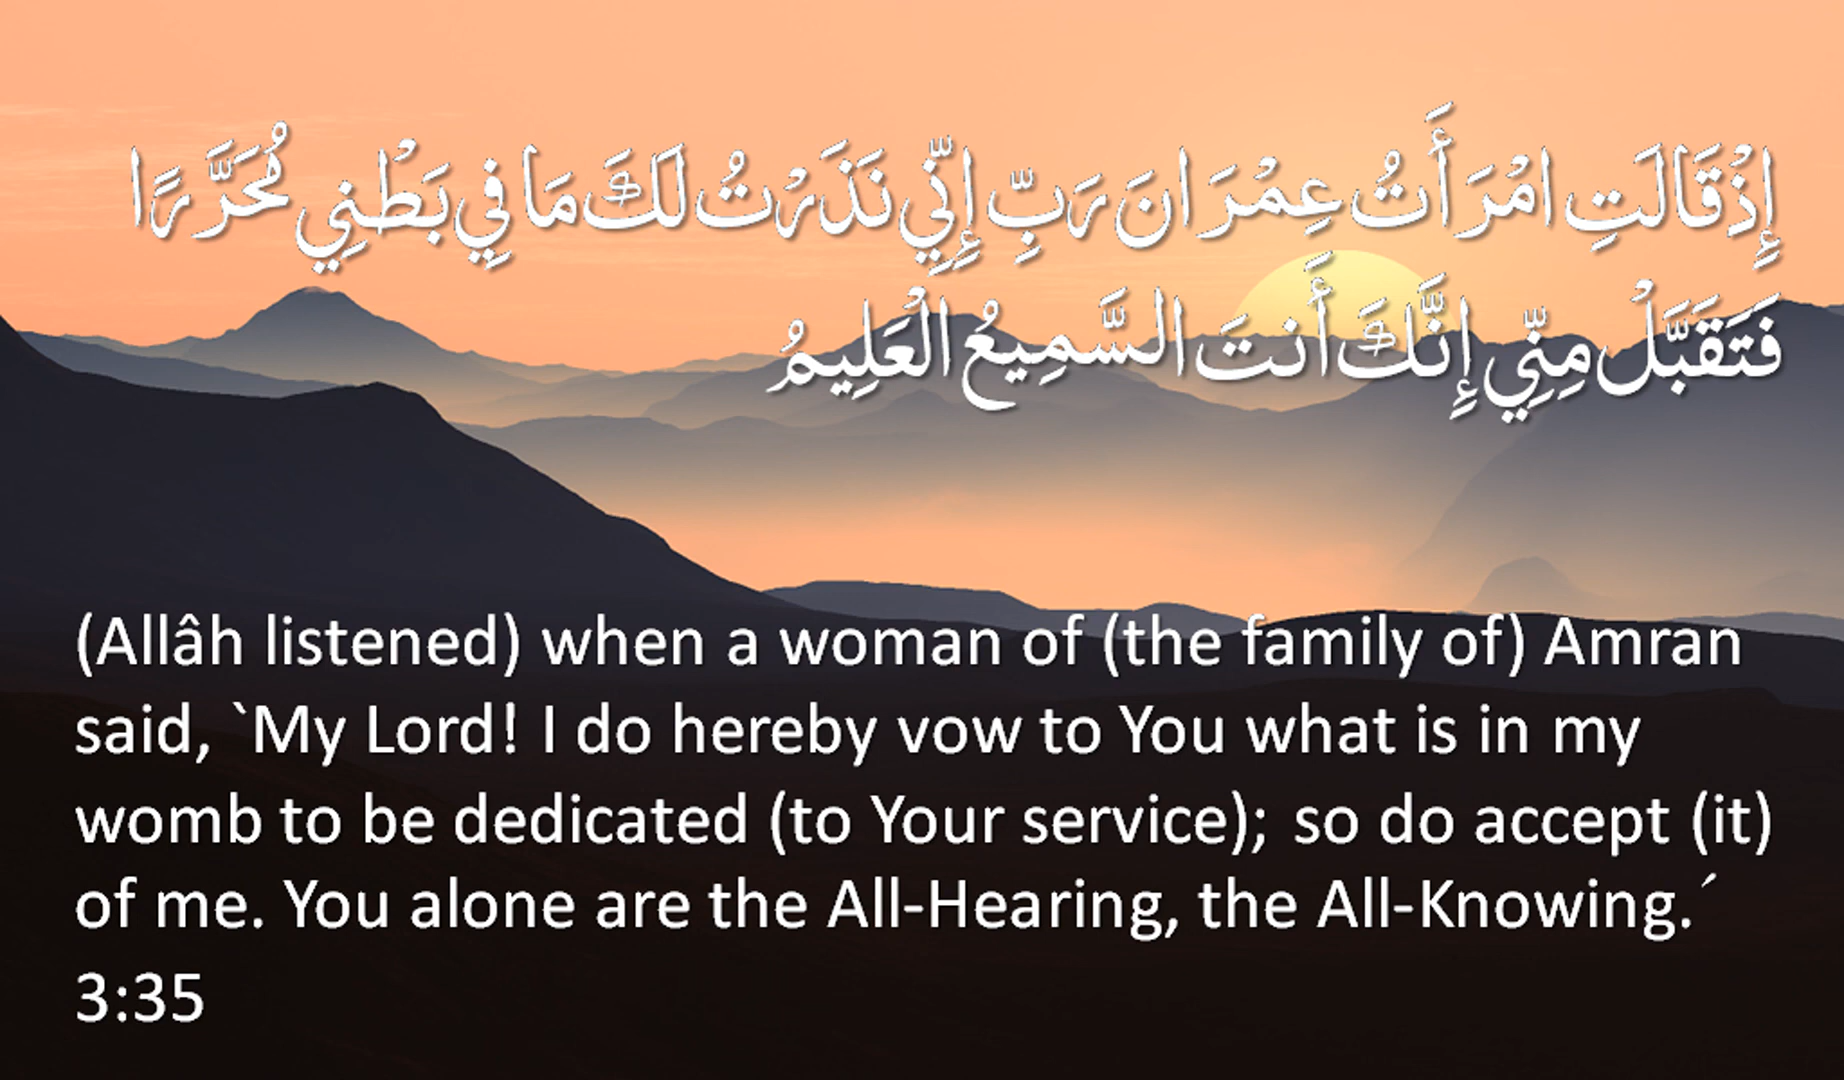 إِذْ قَالَتِ امْرَأَتُ عِمْرَانَ رَبِّ إِنِّي نَذَرْتُ لَكَ مَا فِي بَطْنِي مُحَرَّرًا
فَتَقَبَّلْ مِنِّي إِنَّكَ أَنتَ السَّمِيعُ الْعَلِيمُ
(Allâh listened) when a woman of (the family of) Amran
said, `My Lord! I do hereby vow to You what is in my
womb to be dedicated (to Your service); so do accept (it)
of me. You alone are the All-Hearing, the All-Knowing.´
3:35